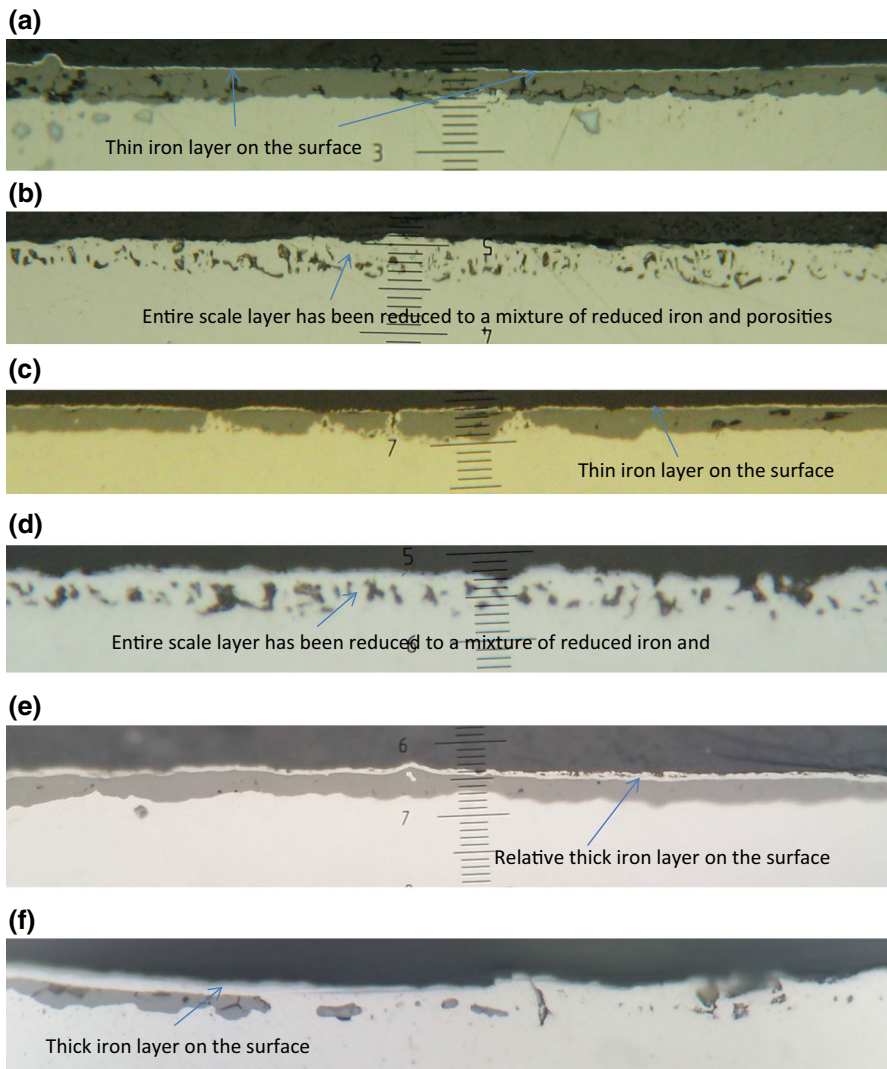 (a)
2
Thin iron layer on the surface
3
(b)
5
Entire scale layer has been reduced to a mixture of reduced iron and porosities
4
(c)
7
Thin iron layer on the surface
(d)
5
Entire scale layer has been reduced to a mixture of reduced iron and
6
(e)
6
7
Relative thick iron layer on the surface
(f)
Thick iron layer on the surface